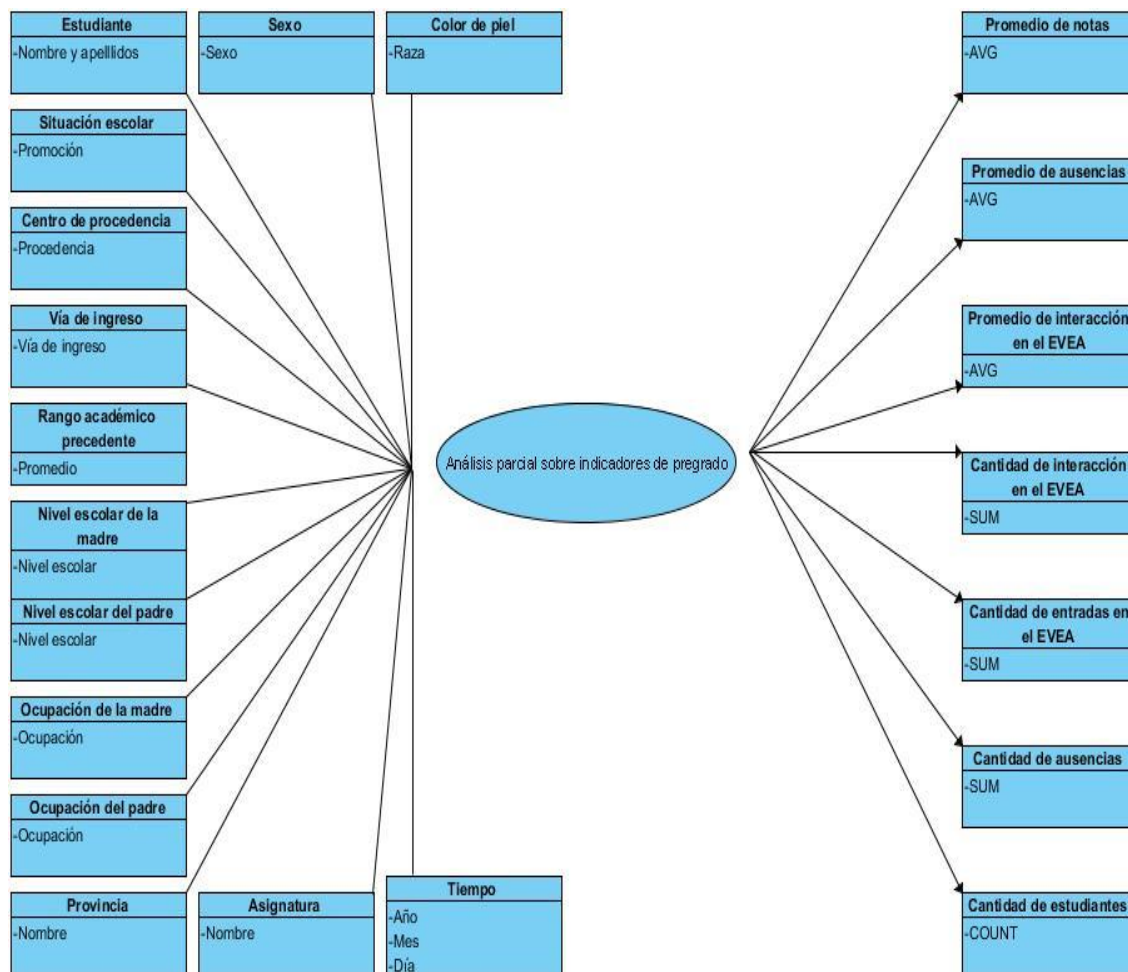 Estudiante
-Nombre y apelllidos
Sexo
-Sexo
Color de piel
-Raza
Situación escolar
-Promoción
Centro de procedencia
-Procedencia
Vía de ingreso
-Vía de ingreso
Rango académico
precedente
-Promedio
Nivel escolar de la
madre
-Nivel escolar
Nivel escolar del padre
-Nivel escolar
Ocupación de la madre
-Ocupación
Ocupación del padre
-Ocupación
Provincia
-Nombre
Asignatura
-Nombre
Tiempo
-Año
-Mes
-Día
Análisis parcial sobre indicadores de pregrado
Promedio de notas
-AVG
Promedio de ausencias
-AVG
Promedio de interacción
en el EVEA
-AVG
Cantidad de interacción
en el EVEA
-SUM
Cantidad de entradas en
el EVEA
-SUM
Cantidad de ausencias
-SUM
Cantidad de estudiantes
-COUNT